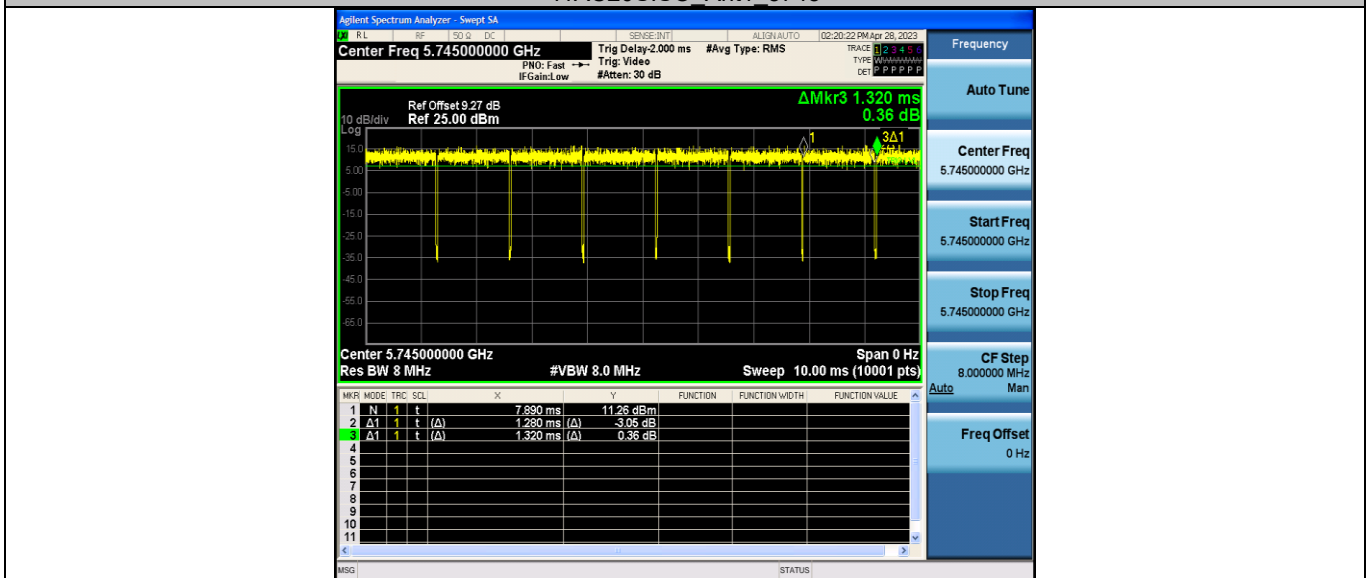 Agilent Spectrum Analyzer - Swept SA
RL RF 50 Ω DC SENSE:INT ALIGNAUTO 02:20:22 PM Apr 28, 2023
Center Freq 5.745000000 GHz Trig Delay-2.000 ms #Avg Type: RMS TRACE 1 2 3 4 5 6
PNO: Fast Trig: Video TYPE
IFGain:Low #Atten: 30 dB DET P P P P P P
Frequency
Auto Tune
Center Freq
5.745000000 GHz
Start Freq
5.745000000 GHz
Stop Freq
5.745000000 GHz
CF Step
8.000000 MHz
Auto Man
Freq Offset
0 Hz
ΔMkr3 1.320 ms
0.36 dB
Ref Offset 9.27 dB
10 dB/div Ref 25.00 dBm
Log
15.0
5.00
-5.00
-15.0
-25.0
-35.0
-45.0
-55.0
-65.0
1
3Δ1
Center 5.745000000 GHz Span 0 Hz
Res BW 8 MHz #VBW 8.0 MHz Sweep 10.00 ms (10001 pts)
MKR MODE TRC SCL X Y FUNCTION FUNCTION WIDTH FUNCTION VALUE
1 N 1 t 7.890 ms 11.26 dBm
2 Δ1 1 t (Δ) 1.280 ms (Δ) -3.05 dB
3 Δ1 1 t (Δ) 1.320 ms (Δ) 0.36 dB
4
5
6
7
8
9
10
11
MSG STATUS